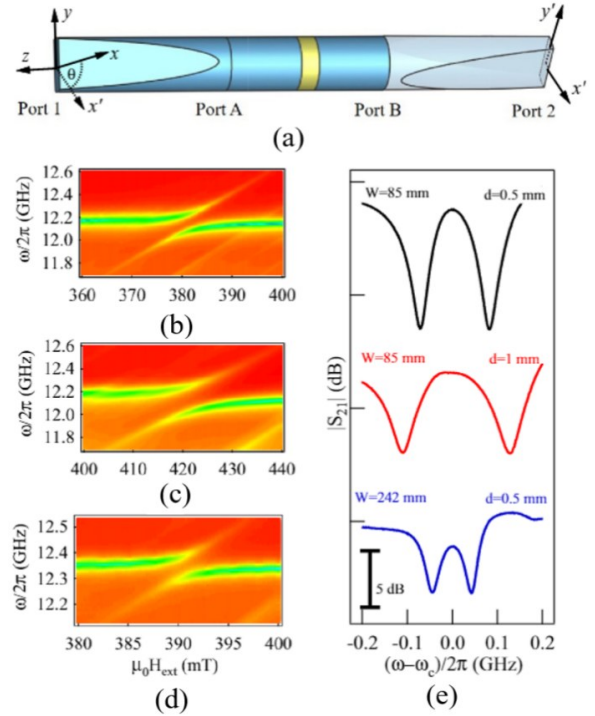 y
z
x
θ
x'
y'
x'
Port 1
Port A
Port B
Port 2
(a)
12.6
12.4
12.2
12.0
11.8
ω/2π (GHz)
360 370 380 390 400
(b)
12.6
12.4
12.2
12.0
11.8
ω/2π (GHz)
400 410 420 430 440
(c)
12.5
12.4
12.3
12.2
ω/2π (GHz)
380 385 390 395 400
μ₀Hₑₓₜ (mT)
(d)
W=85 mm d=0.5 mm
W=85 mm d=1 mm
W=242 mm d=0.5 mm
|S₂₁| (dB)
5 dB
-0.2 -0.1 0.0 0.1 0.2
(ω-ω_c)/2π (GHz)
(e)